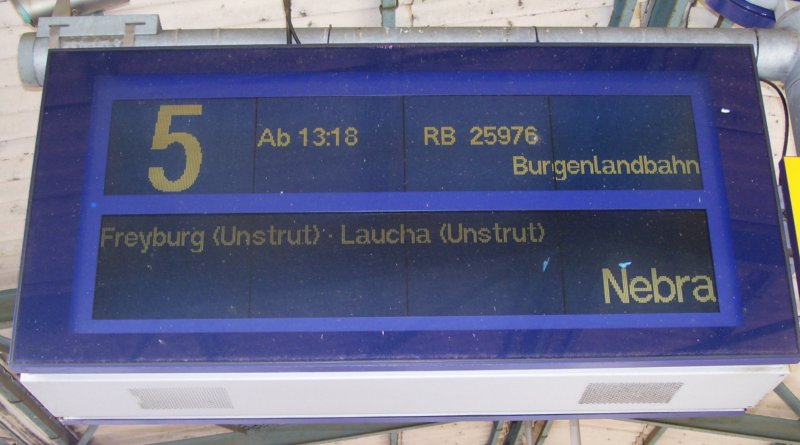 5 Ab 13:18 RB 25976
Burgenlandbahn
Freyburg (Unstrut) · Laucha (Unstrut)
Nebra